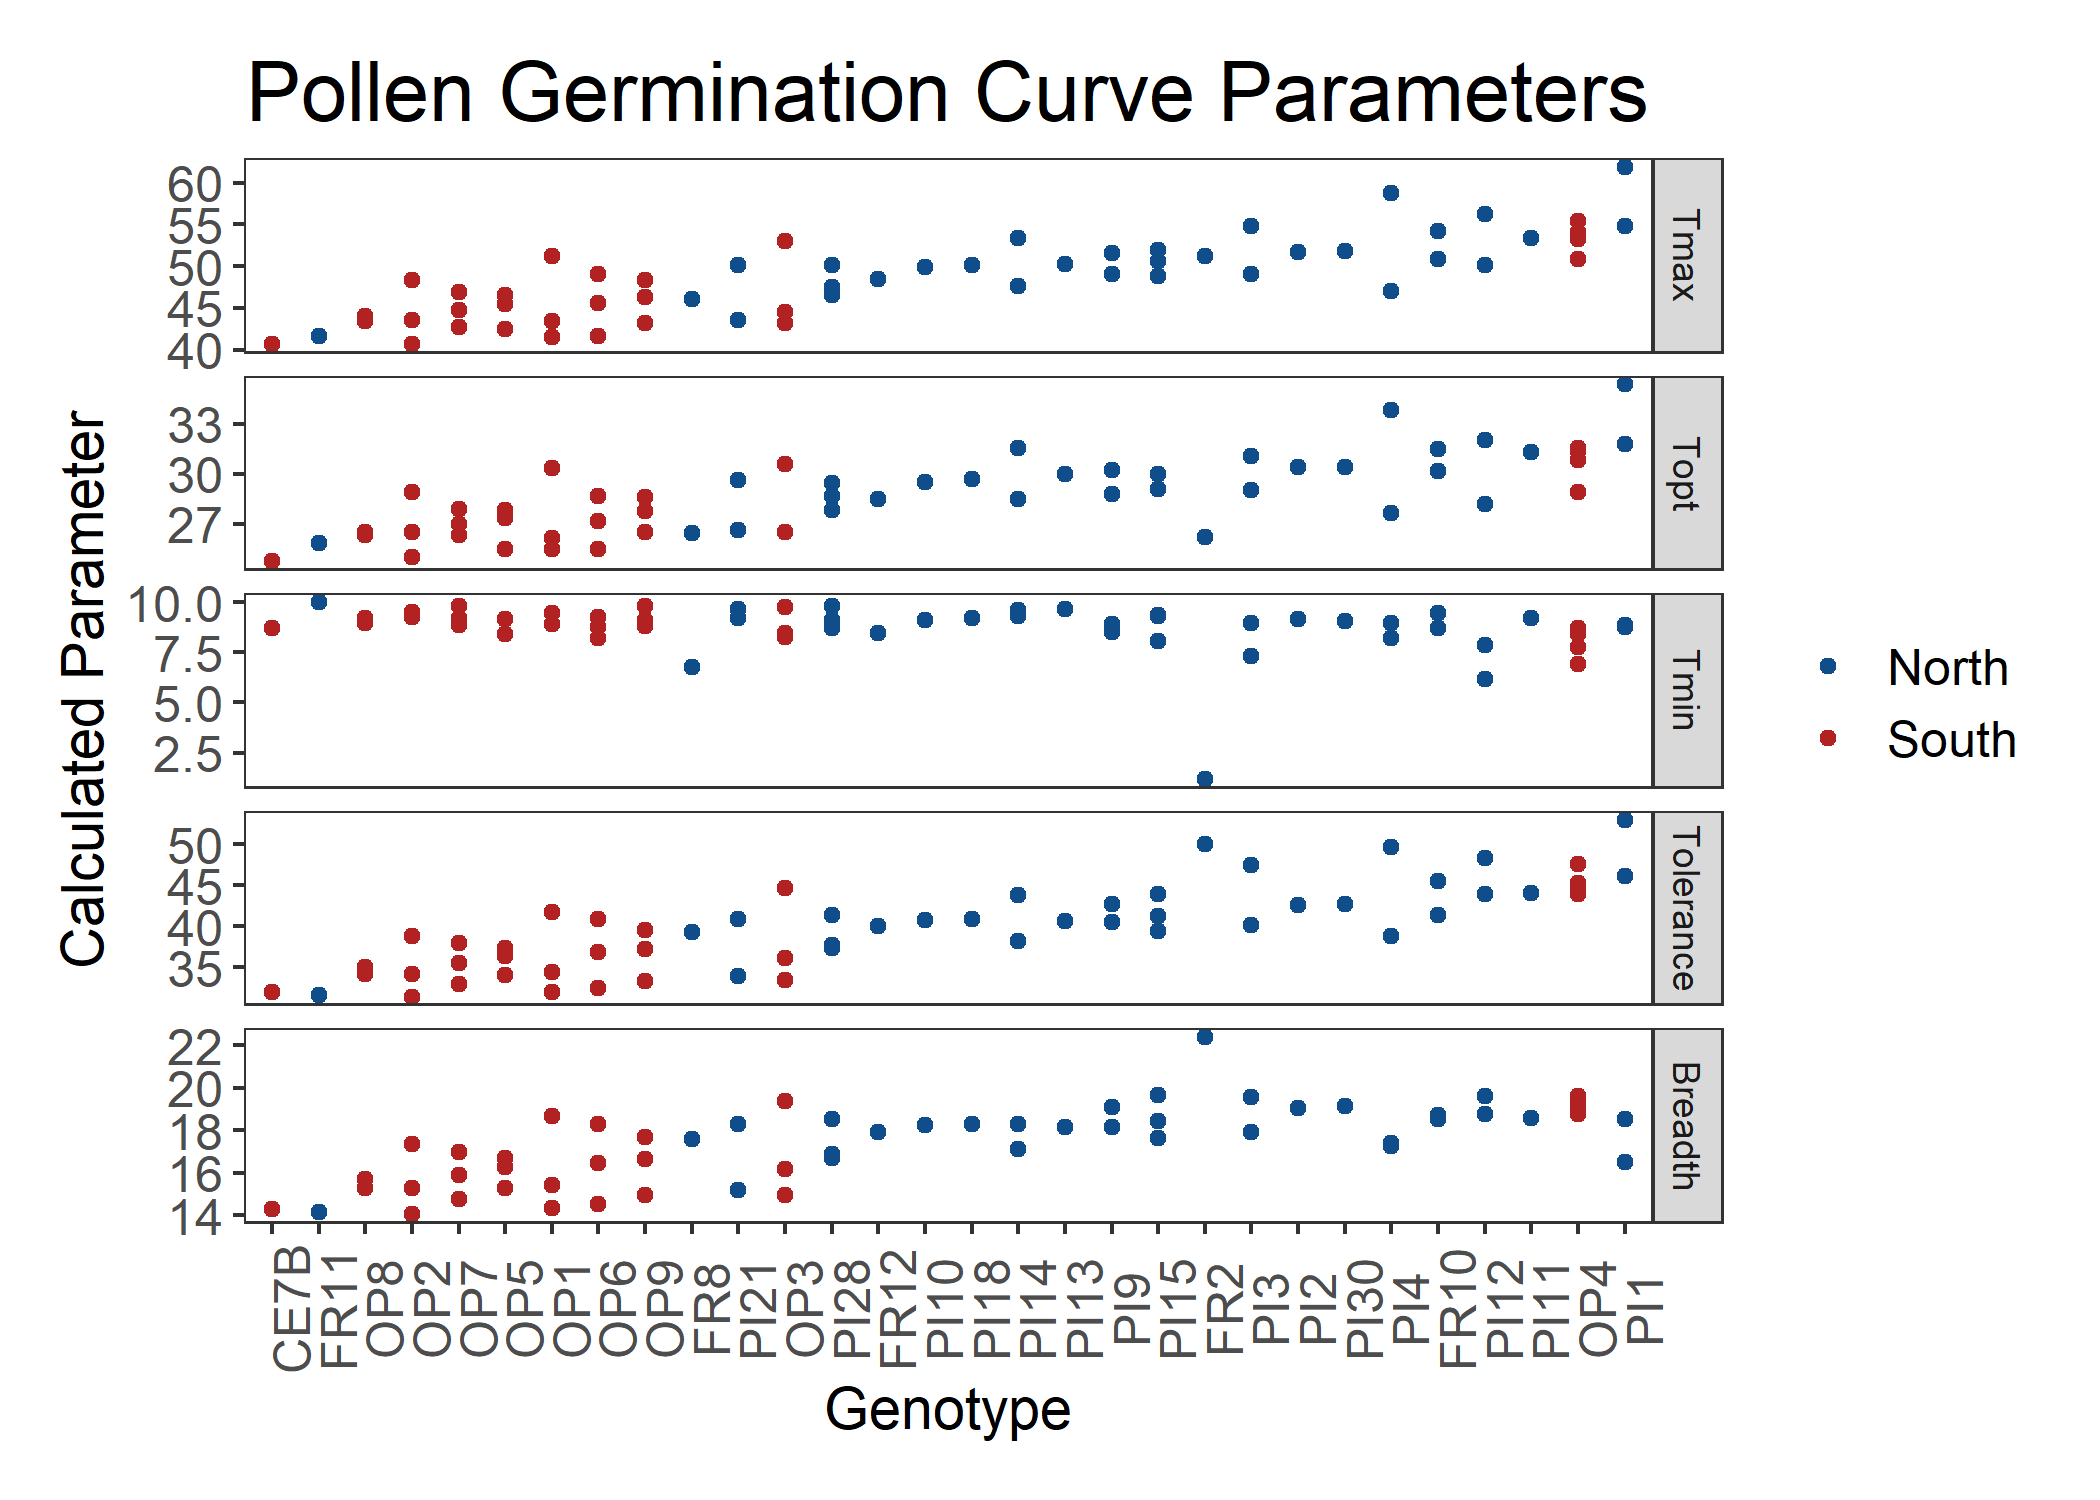 Pollen Germination Curve Parameters
Calculated Parameter
60
55
50
45
40
Tmax
33
30
27
Topt
10.0
7.5
5.0
2.5
Tmin
50
45
40
35
Tolerance
22
20
18
16
14
Breadth
North
South
CE7B
FR11
OP8
OP2
OP7
OP5
OP1
OP6
OP9
FR8
PI21
OP3
PI28
FR12
PI10
PI18
PI14
PI13
PI9
PI15
FR2
PI3
PI2
PI30
PI4
FR10
PI12
PI11
OP4
PI1
Genotype